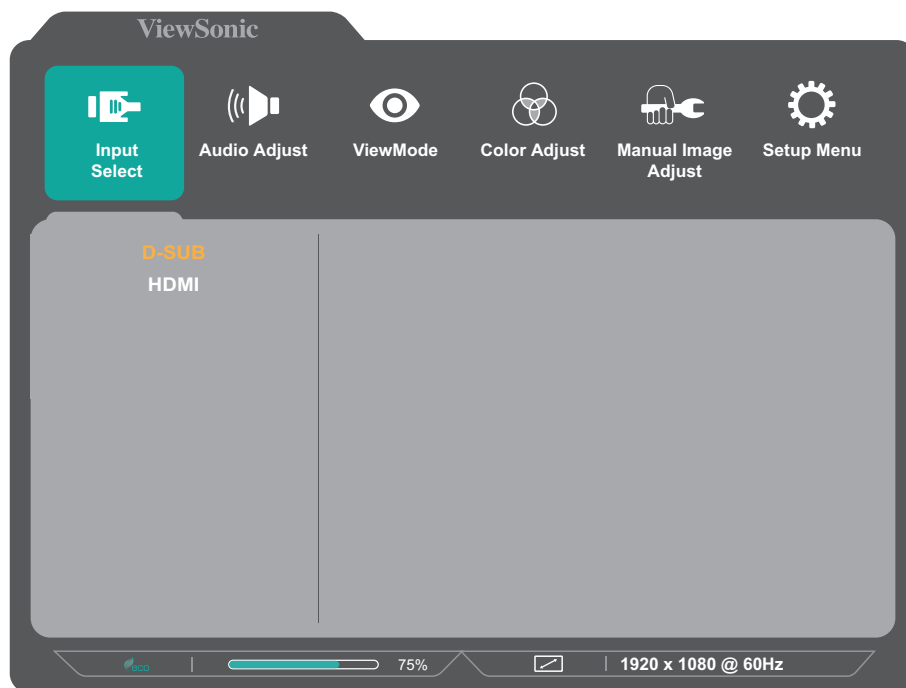 ViewSonic
Input
Select
Audio Adjust
ViewMode
Color Adjust
Manual Image
Adjust
Setup Menu
D-SUB
HDMI
eco
75%
1920 x 1080 @ 60Hz